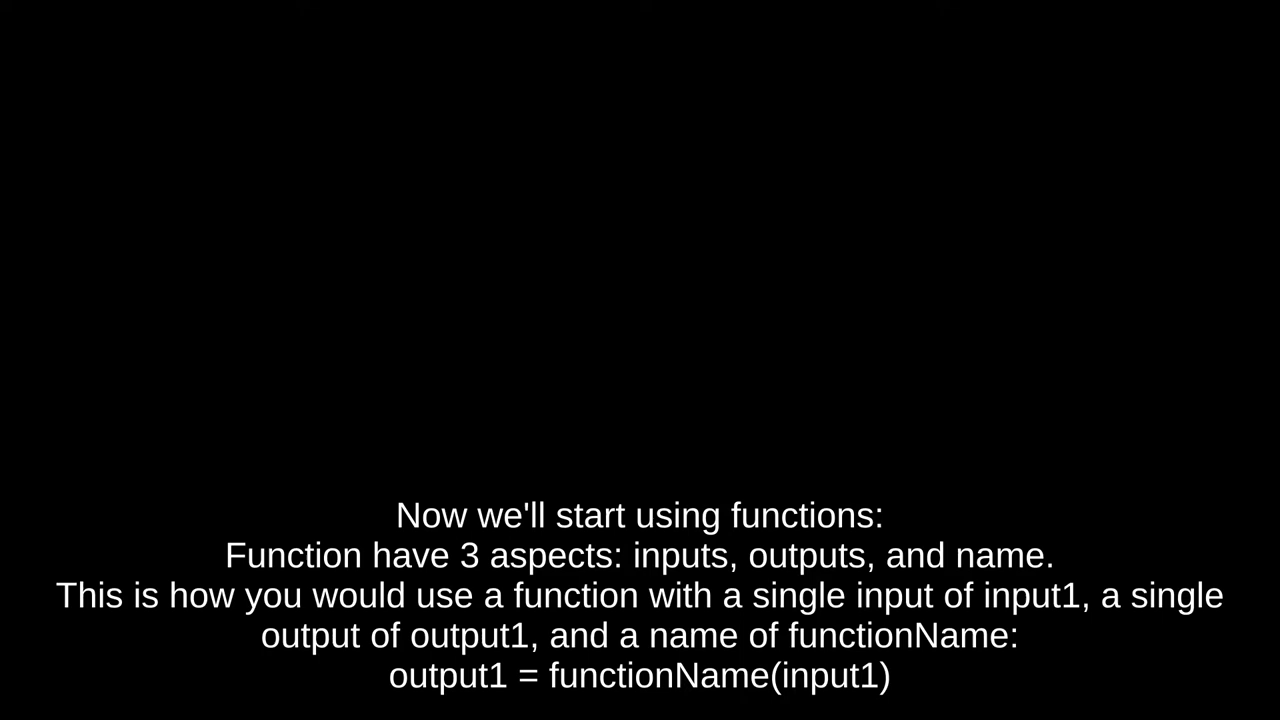 Now we'll start using functions:
Function have 3 aspects: inputs, outputs, and name.
This is how you would use a function with a single input of input1, a single
output of output1, and a name of functionName:
output1 = functionName(input1)